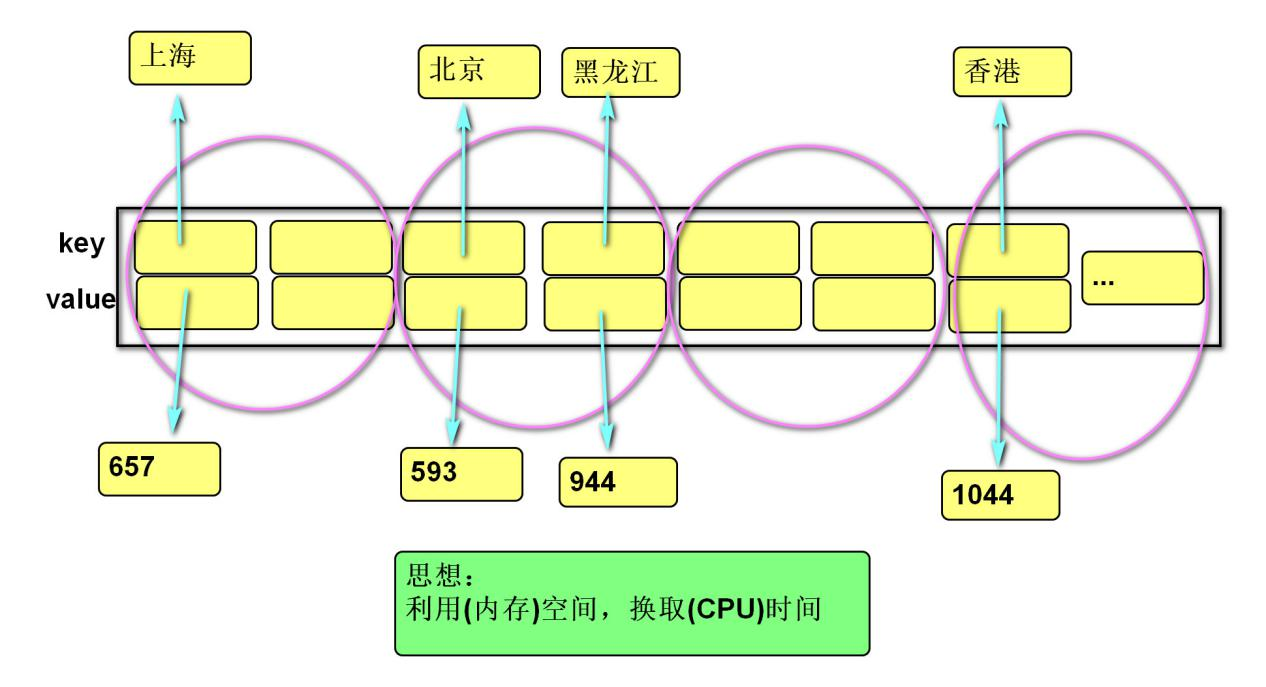 上海
北京
黑龙江
香港
key
value
...
657
593
944
1044
思想：
利用(内存)空间，换取(CPU)时间